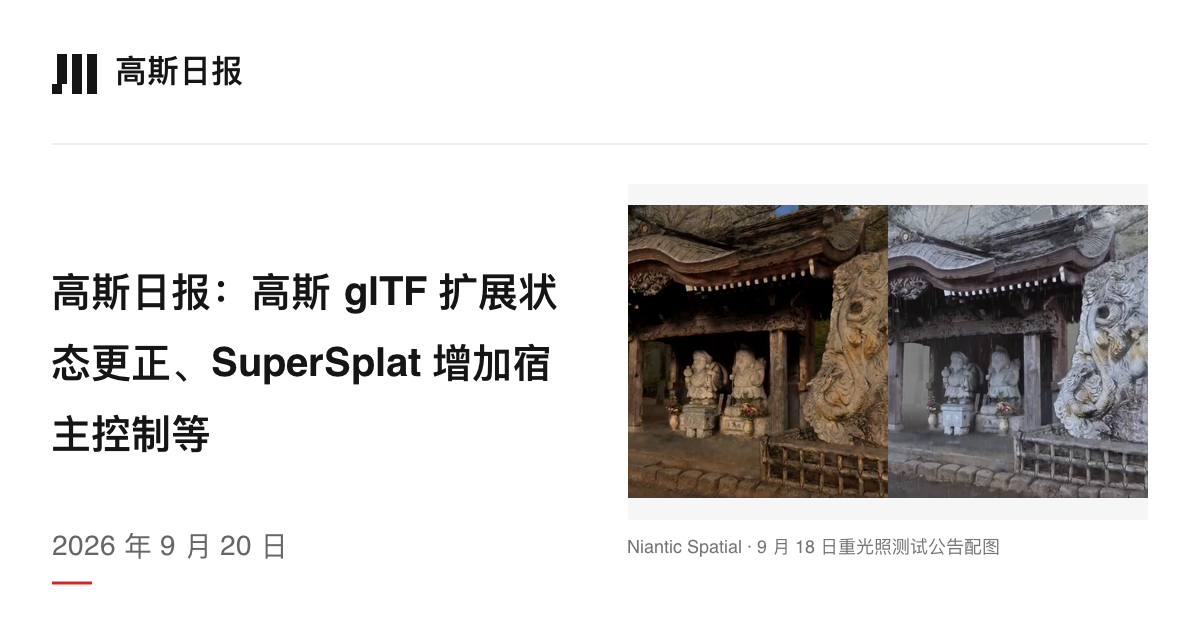 高斯日报
高斯日报：高斯 glTF 扩展状
态更正、SuperSplat 增加宿
主控制等
2026 年 9 月 20 日
Niantic Spatial · 9 月 18 日重光照测试公告配图